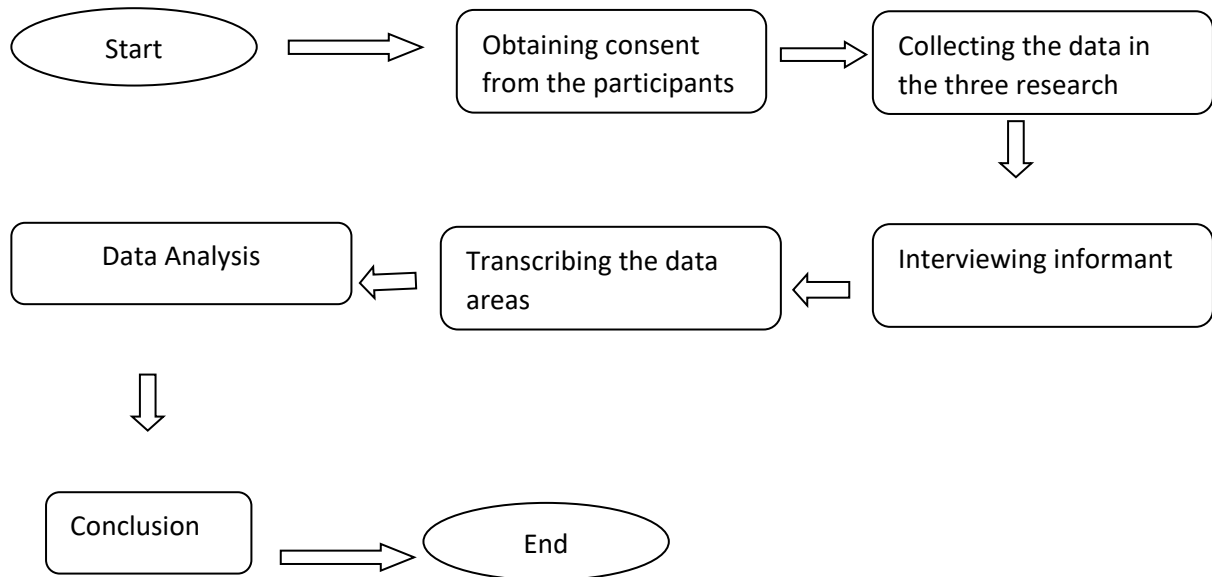 Start
Obtaining consent
from the participants
Collecting the data in
the three research
Interviewing informant
Transcribing the data
areas
Data Analysis
Conclusion
End